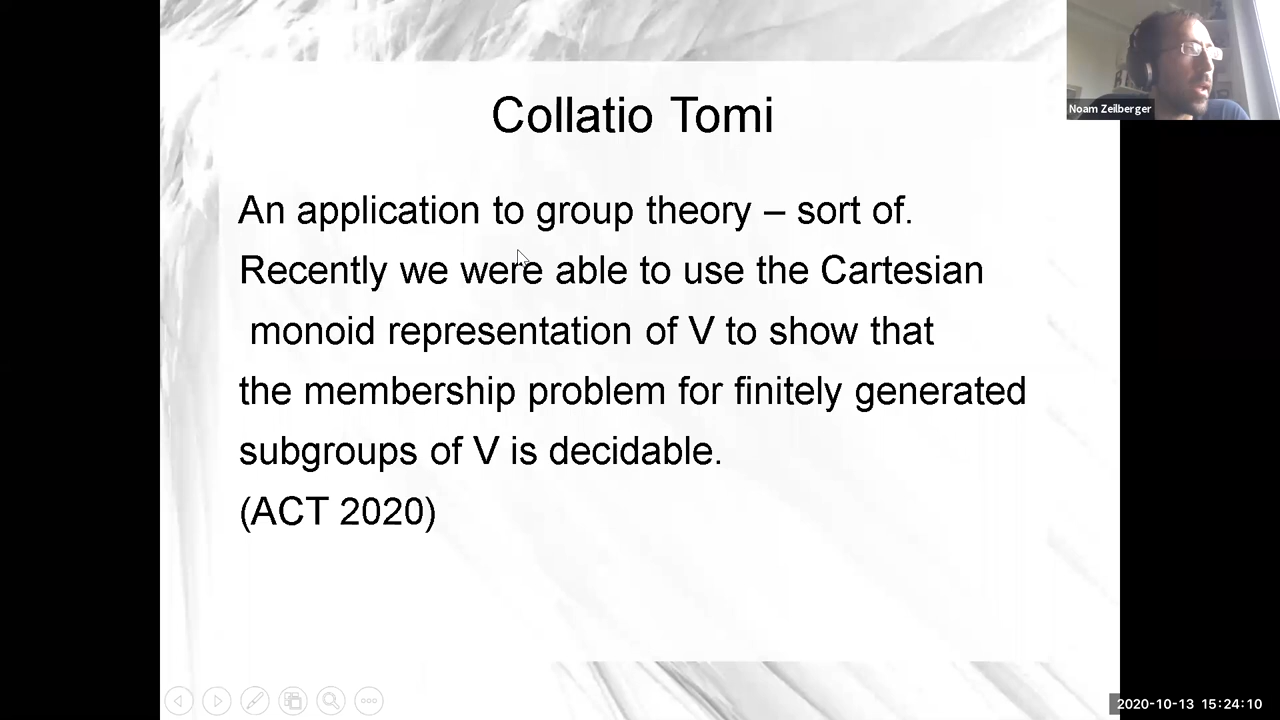 Collatio Tomi
Noam Zeilberger
An application to group theory – sort of.
Recently we were able to use the Cartesian
monoid representation of V to show that
the membership problem for finitely generated
subgroups of V is decidable.
(ACT 2020)
2020-10-13 15:24:10